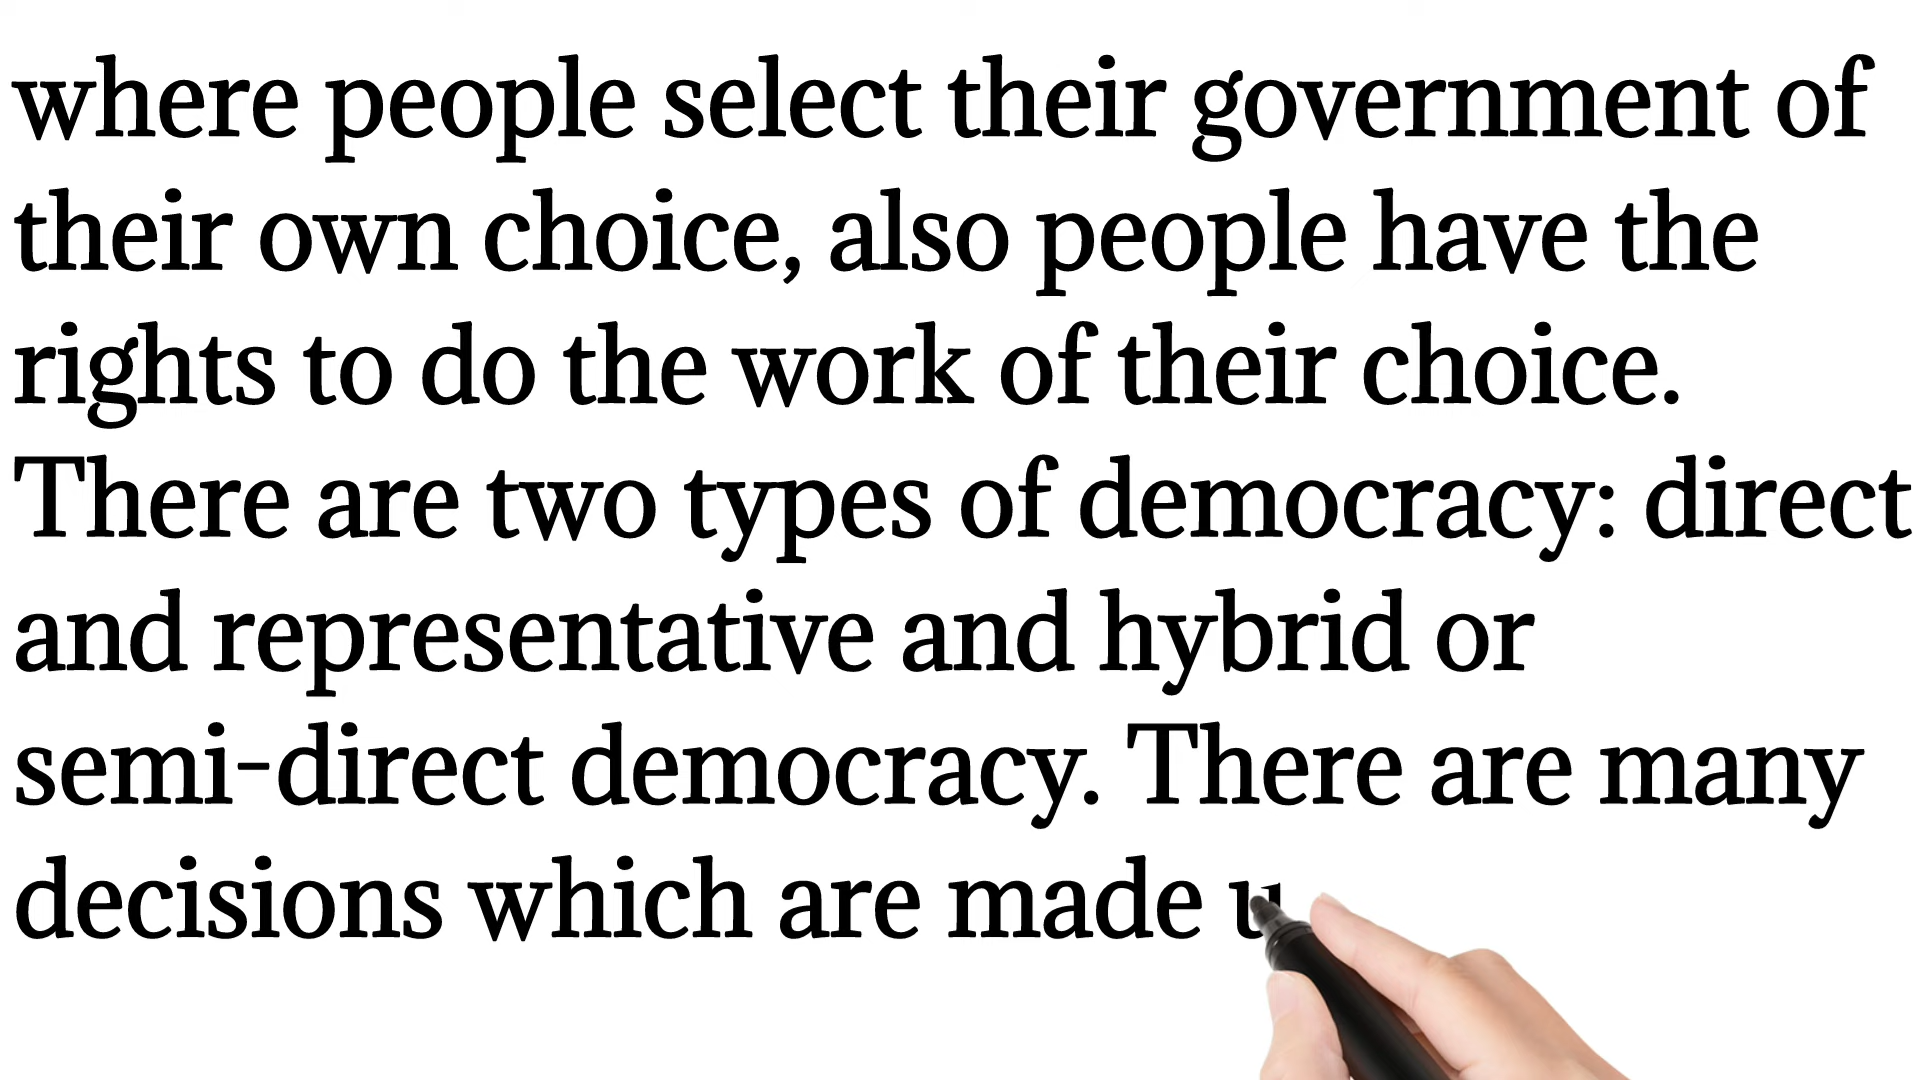 where people select their government of
their own choice, also people have the
rights to do the work of their choice.
There are two types of democracy: direct
and representative and hybrid or
semi-direct democracy. There are many
decisions which are made